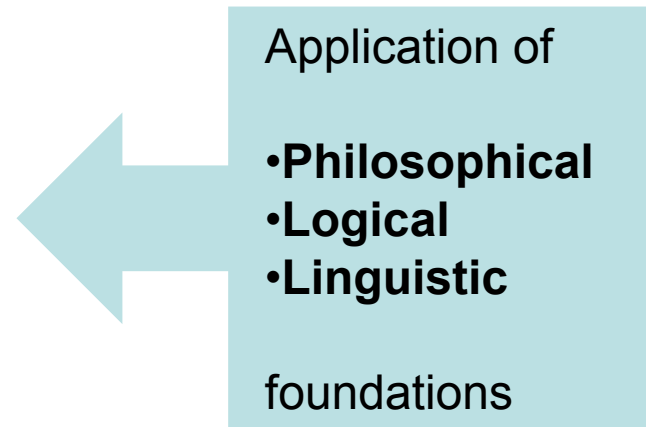 Application of
•Philosophical
•Logical
•Linguistic
foundations